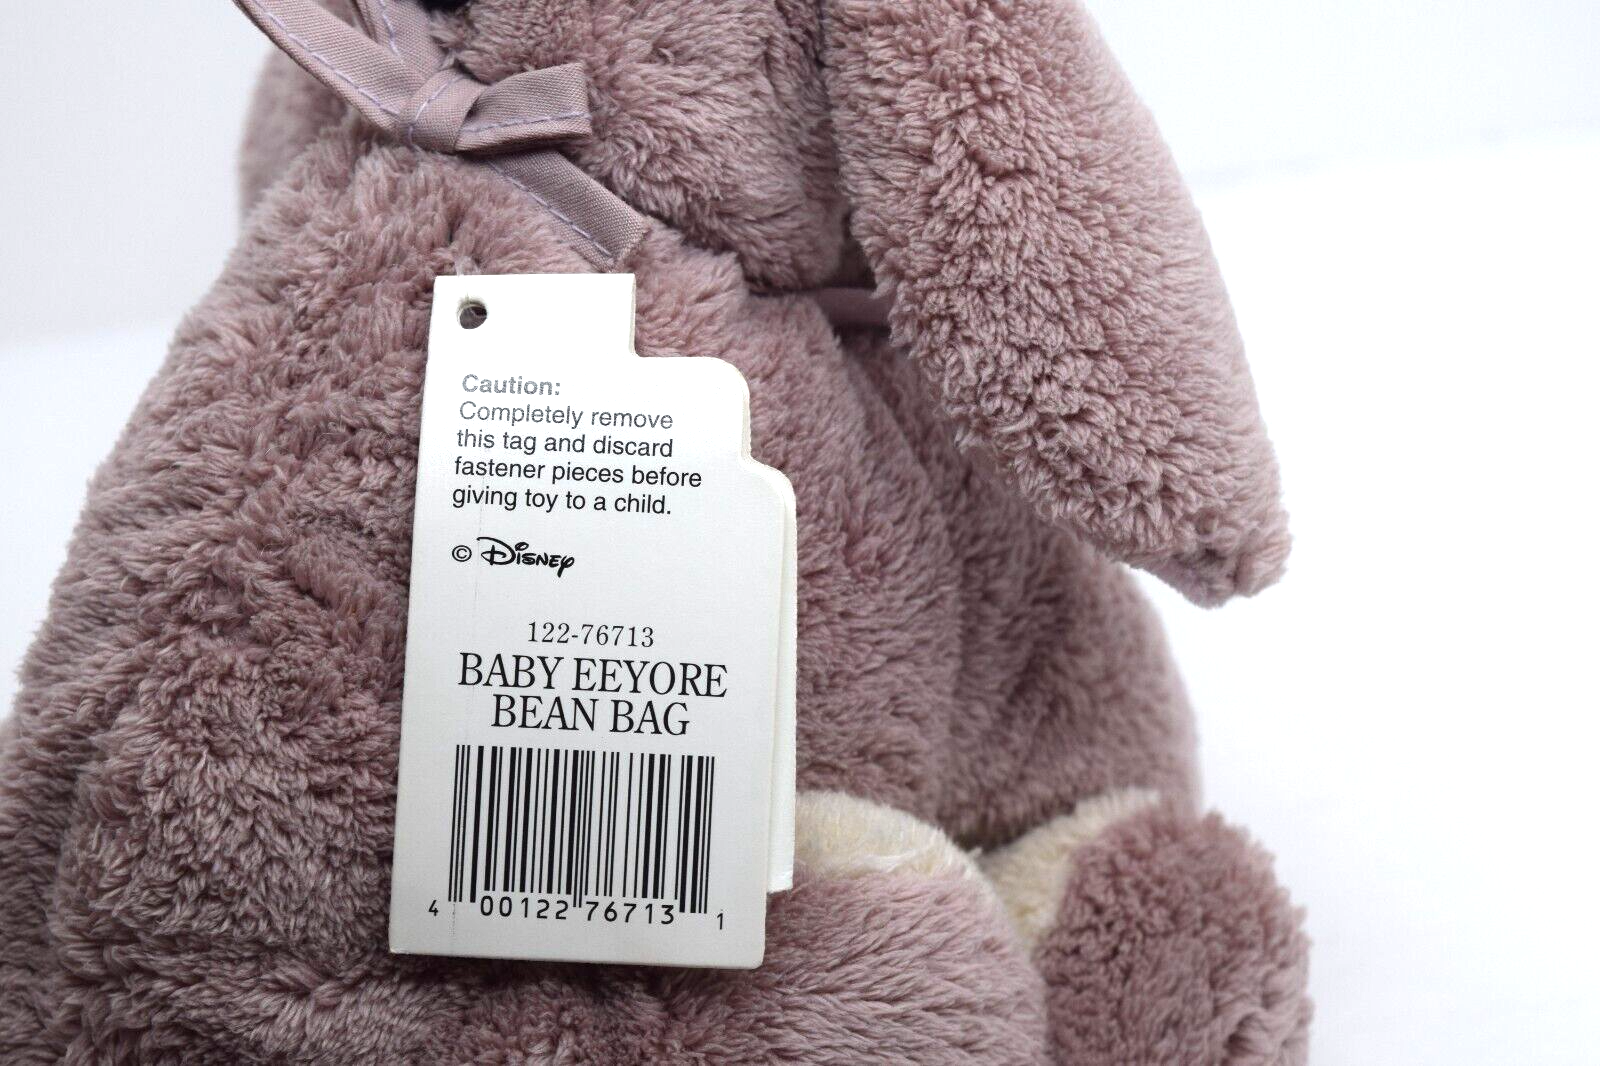 Caution:
Completely remove
this tag and discard
fastener pieces before
giving toy to a child.
© Disney
122-76713
BABY EEYORE
BEAN BAG
4 00122 76713 1